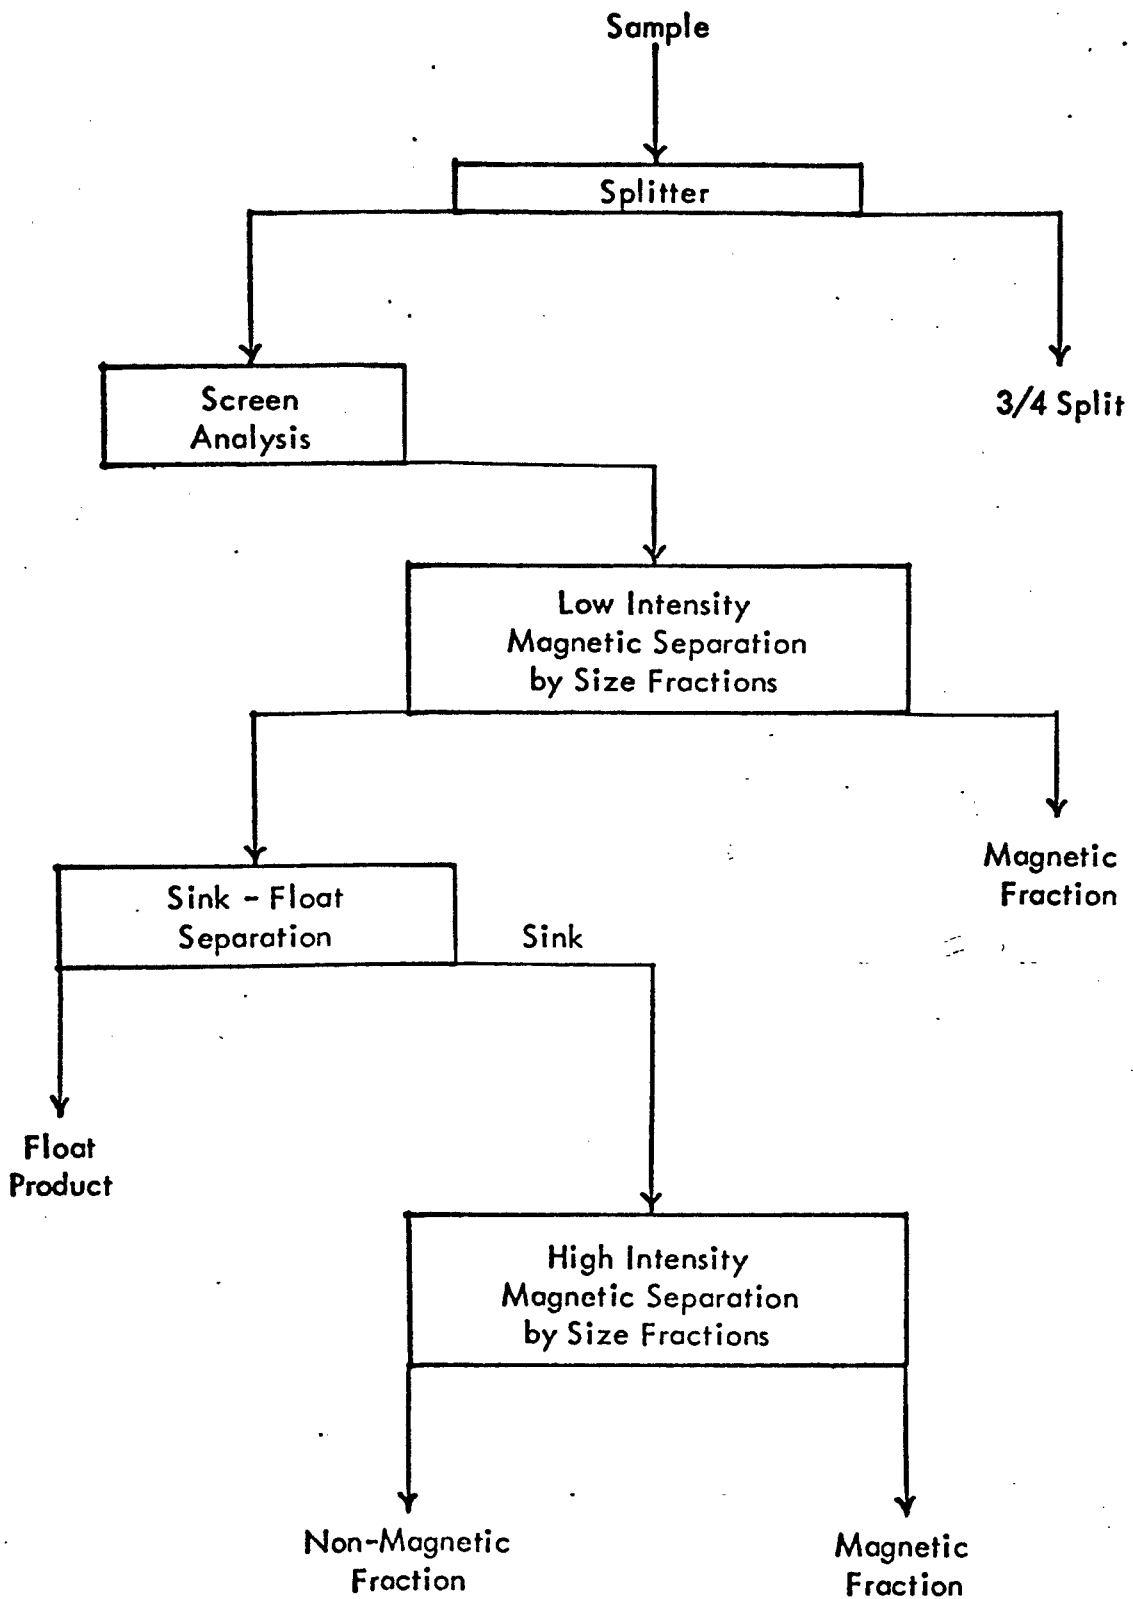 Sample
Splitter
3/4 Split
Screen
Analysis
Low Intensity
Magnetic Separation
by Size Fractions
Magnetic
Fraction
Sink - Float
Separation
Sink
Float
Product
High Intensity
Magnetic Separation
by Size Fractions
Non-Magnetic
Fraction
Magnetic
Fraction